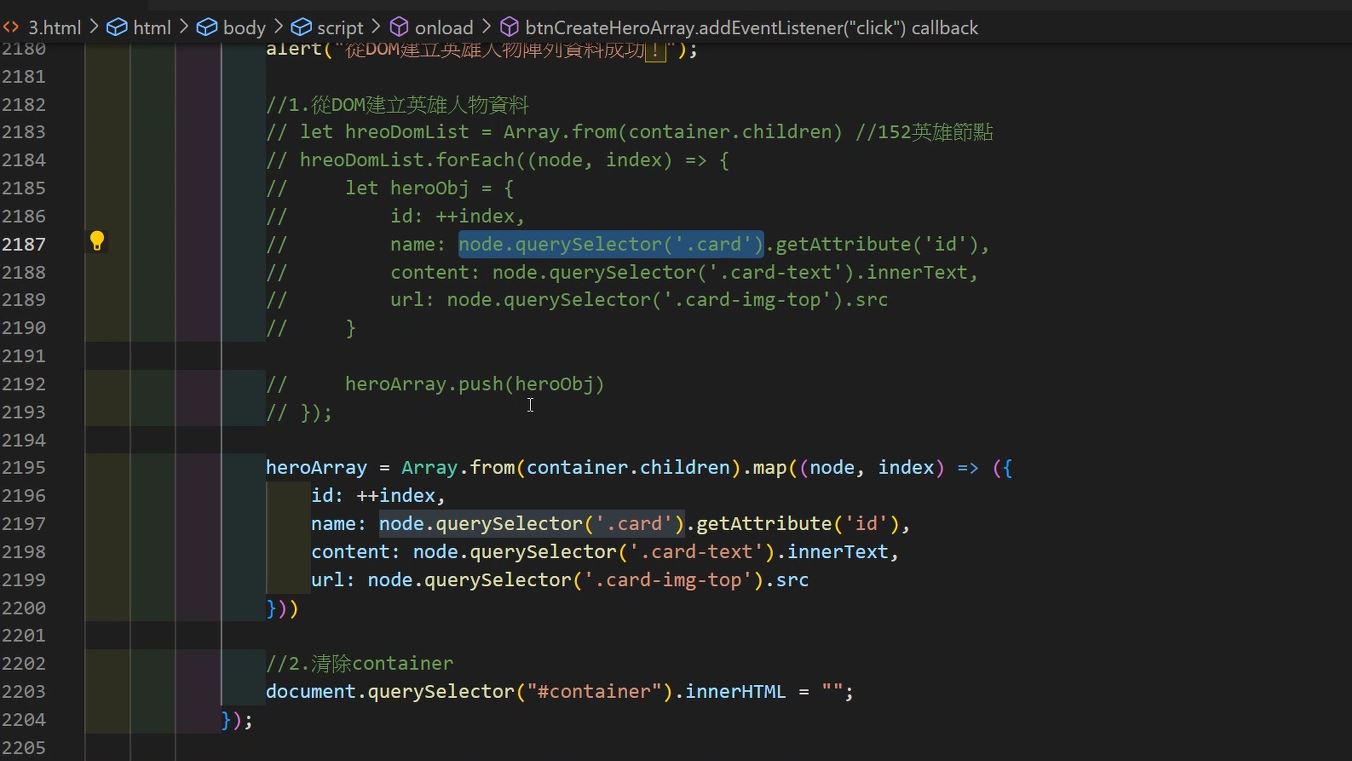 3.html > html > body > script > onload > btnCreateHeroArray.addEventListener("click") callback
2180 alert("從DOM建立英雄人物陣列資料成功！");
2181
2182 //1.從DOM建立英雄人物資料
2183 // let hreoDomList = Array.from(container.children) //152英雄節點
2184 // hreoDomList.forEach((node, index) => {
2185 //     let heroObj = {
2186 //         id: ++index,
2187 //         name: node.querySelector('.card').getAttribute('id'),
2188 //         content: node.querySelector('.card-text').innerText,
2189 //         url: node.querySelector('.card-img-top').src
2190 //     }
2191
2192 //     heroArray.push(heroObj)
2193 // });
2194
2195 heroArray = Array.from(container.children).map((node, index) => ({
2196     id: ++index,
2197     name: node.querySelector('.card').getAttribute('id'),
2198     content: node.querySelector('.card-text').innerText,
2199     url: node.querySelector('.card-img-top').src
2200 }))
2201
2202 //2.清除container
2203 document.querySelector("#container").innerHTML = "";
2204 });
2205